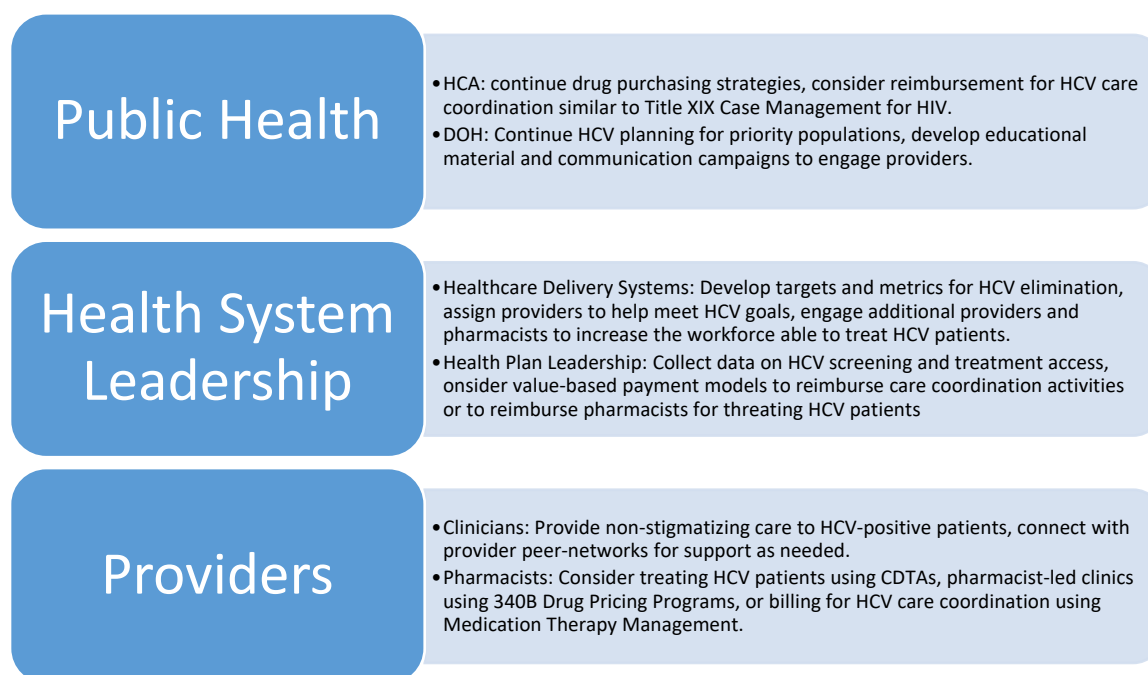 Public Health
•HCA: continue drug purchasing strategies, consider reimbursement for HCV care
coordination similar to Title XIX Case Management for HIV.
•DOH: Continue HCV planning for priority populations, develop educational
material and communication campaigns to engage providers.
Health System
Leadership
•Healthcare Delivery Systems: Develop targets and metrics for HCV elimination,
assign providers to help meet HCV goals, engage additional providers and
pharmacists to increase the workforce able to treat HCV patients.
•Health Plan Leadership: Collect data on HCV screening and treatment access,
onsider value-based payment models to reimburse care coordination activities
or to reimburse pharmacists for threating HCV patients
Providers
•Clinicians: Provide non-stigmatizing care to HCV-positive patients, connect with
provider peer-networks for support as needed.
•Pharmacists: Consider treating HCV patients using CDTAs, pharmacist-led clinics
using 340B Drug Pricing Programs, or billing for HCV care coordination using
Medication Therapy Management.